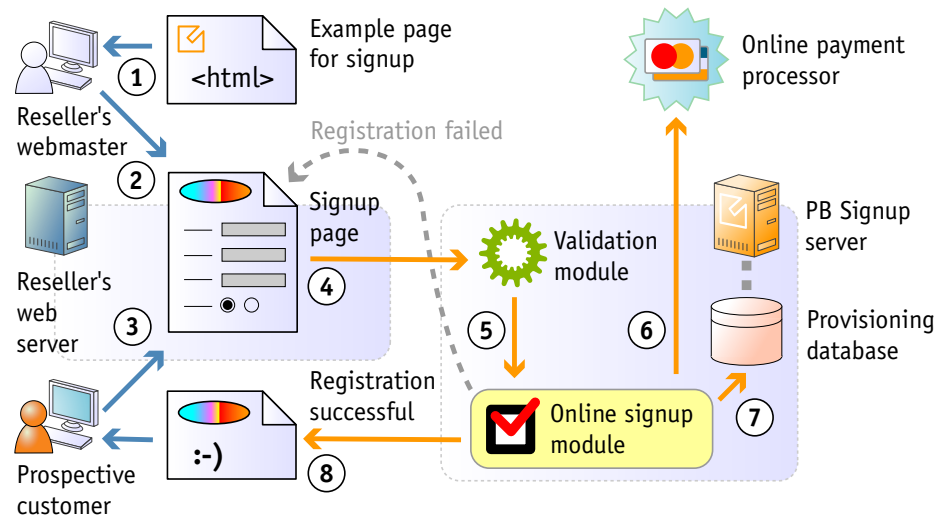 Example page
for signup
<html>
1
Reseller's
webmaster
2
Online payment
processor
Registration failed
Signup
page
4
Reseller's
web
server
3
Validation
module
5
6
PB Signup
server
Provisioning
database
7
Online signup
module
Registration
successful
8
:-)
Prospective
customer